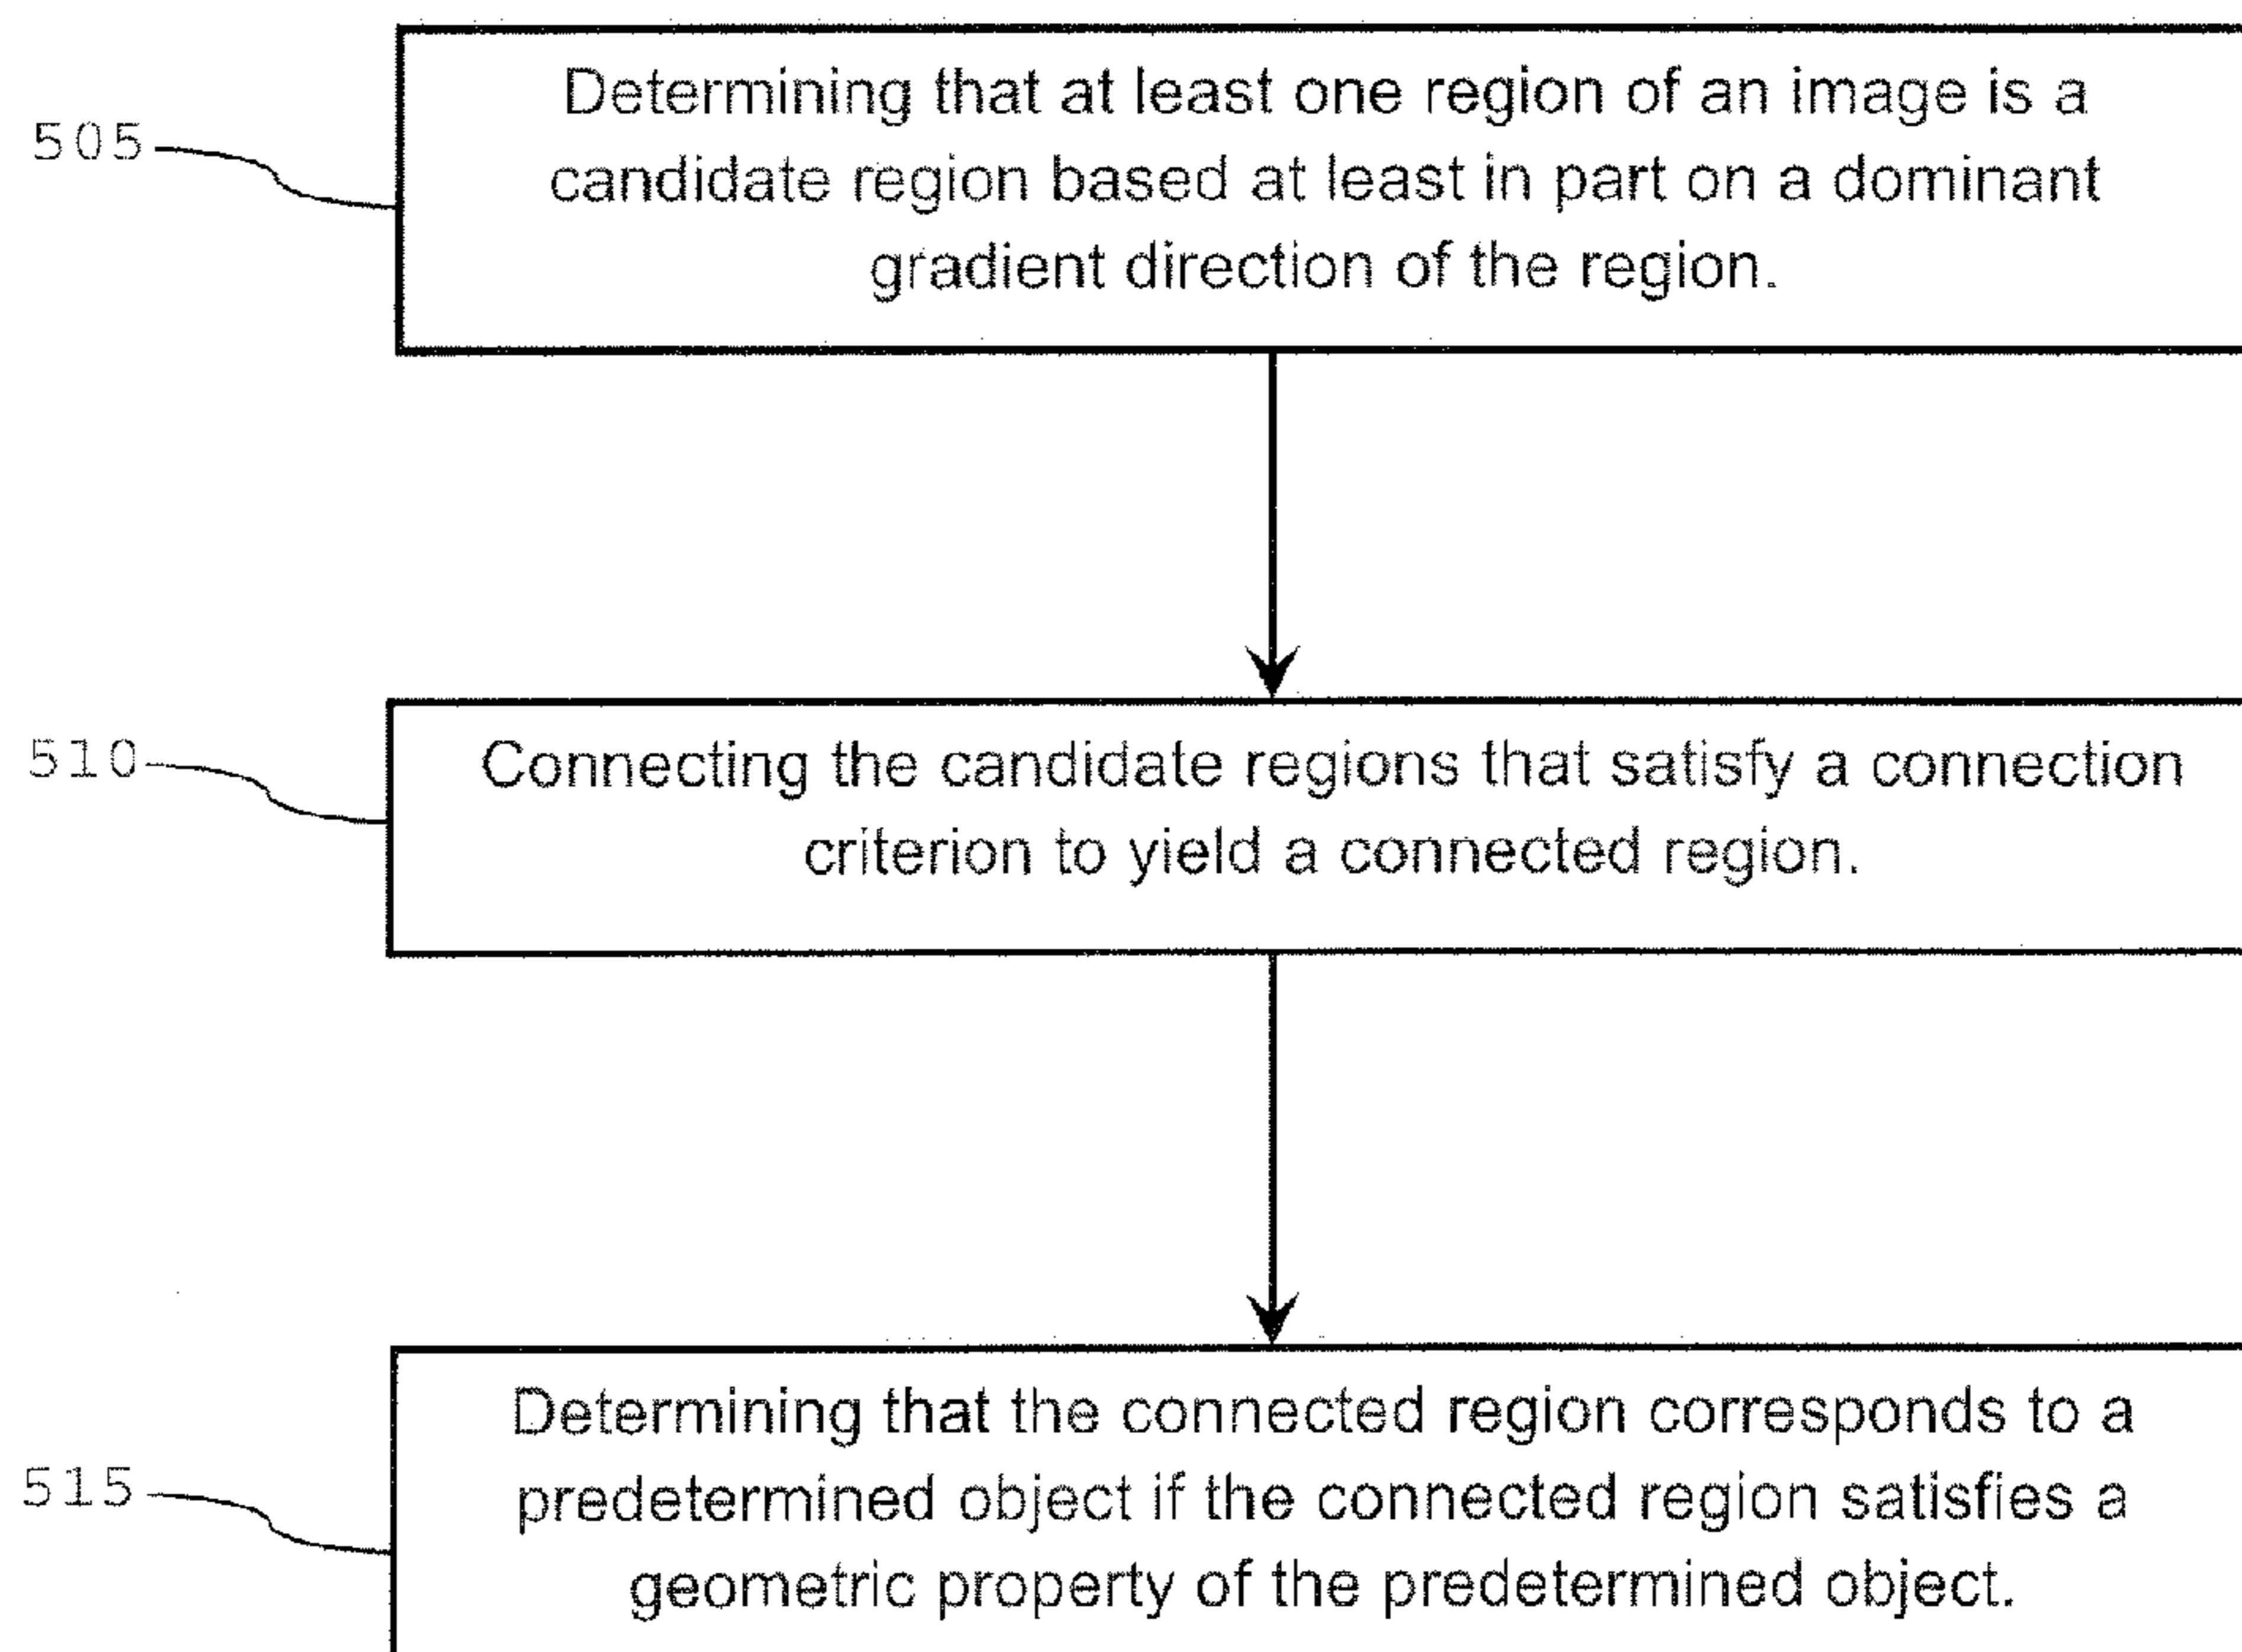 505
Determining that at least one region of an image is a
candidate region based at least in part on a dominant
gradient direction of the region.
510
Connecting the candidate regions that satisfy a connection
criterion to yield a connected region.
515
Determining that the connected region corresponds to a
predetermined object if the connected region satisfies a
geometric property of the predetermined object.